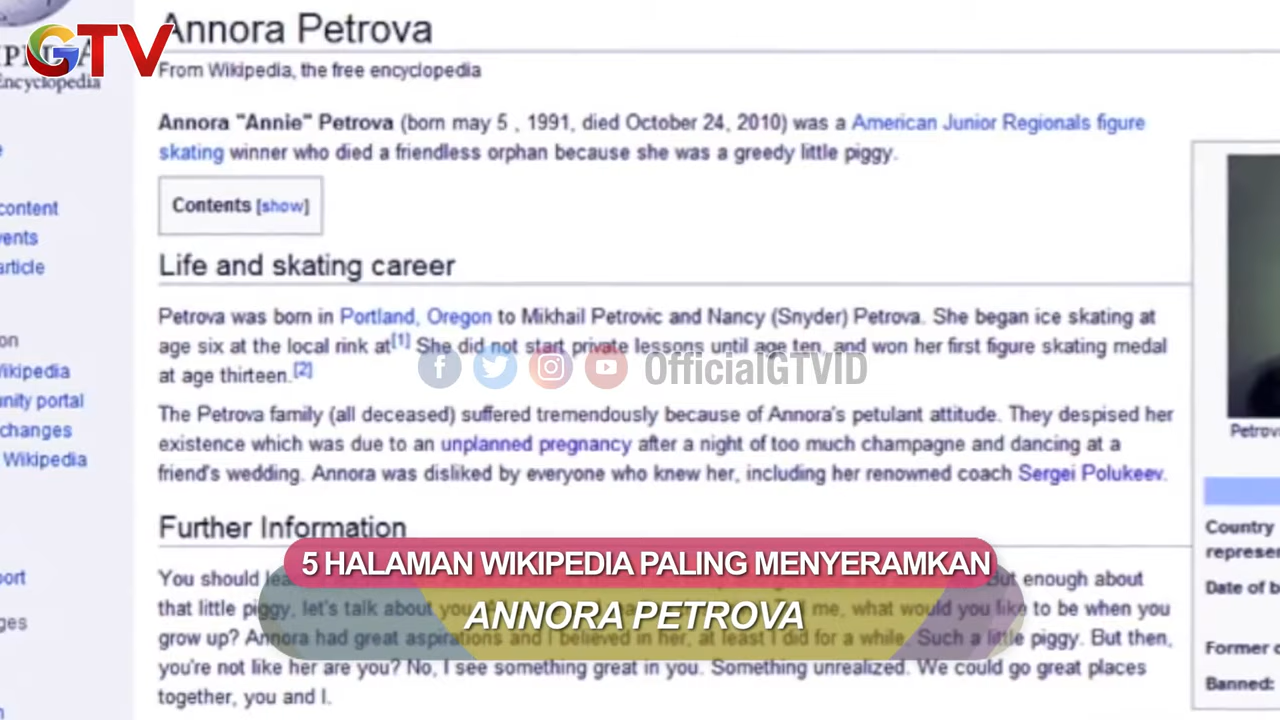 GTV
Annora Petrova
Encyclopedia
From Wikipedia, the free encyclopedia
Annora "Annie" Petrova (born may 5 , 1991, died October 24, 2010) was a American Junior Regionals figure
skating winner who died a friendless orphan because she was a greedy little piggy.
Contents [show]
content
article
Life and skating career
Petrova was born in Portland, Oregon to Mikhail Petrovic and Nancy (Snyder) Petrova. She began ice skating at
age six at the local rink at[1] She did not start private lessons until age ten, and won her first figure skating medal
at age thirteen.[2]
Wikipedia
changes
Wikipedia
OfficialGTVID
The Petrova family (all deceased) suffered tremendously because of Annora's petulant attitude. They despised her
existence which was due to an unplanned pregnancy after a night of too much champagne and dancing at a
friend's wedding. Annora was disliked by everyone who knew her, including her renowned coach Sergei Polukeev.
Petrova
Country
Date of b
Former c
Banned:
Further Information
5 HALAMAN WIKIPEDIA PALING MENYERAMKAN
ANNORA PETROVA
You should But enough about
that little piggy, let's talk about you me, what would you like to be when you
grow up? Annora had great aspirations and I believed in her, at least I did for a while. Such a little piggy. But then,
you're not like her are you? No, I see something great in you. Something unrealized. We could go great places
together, you and I.